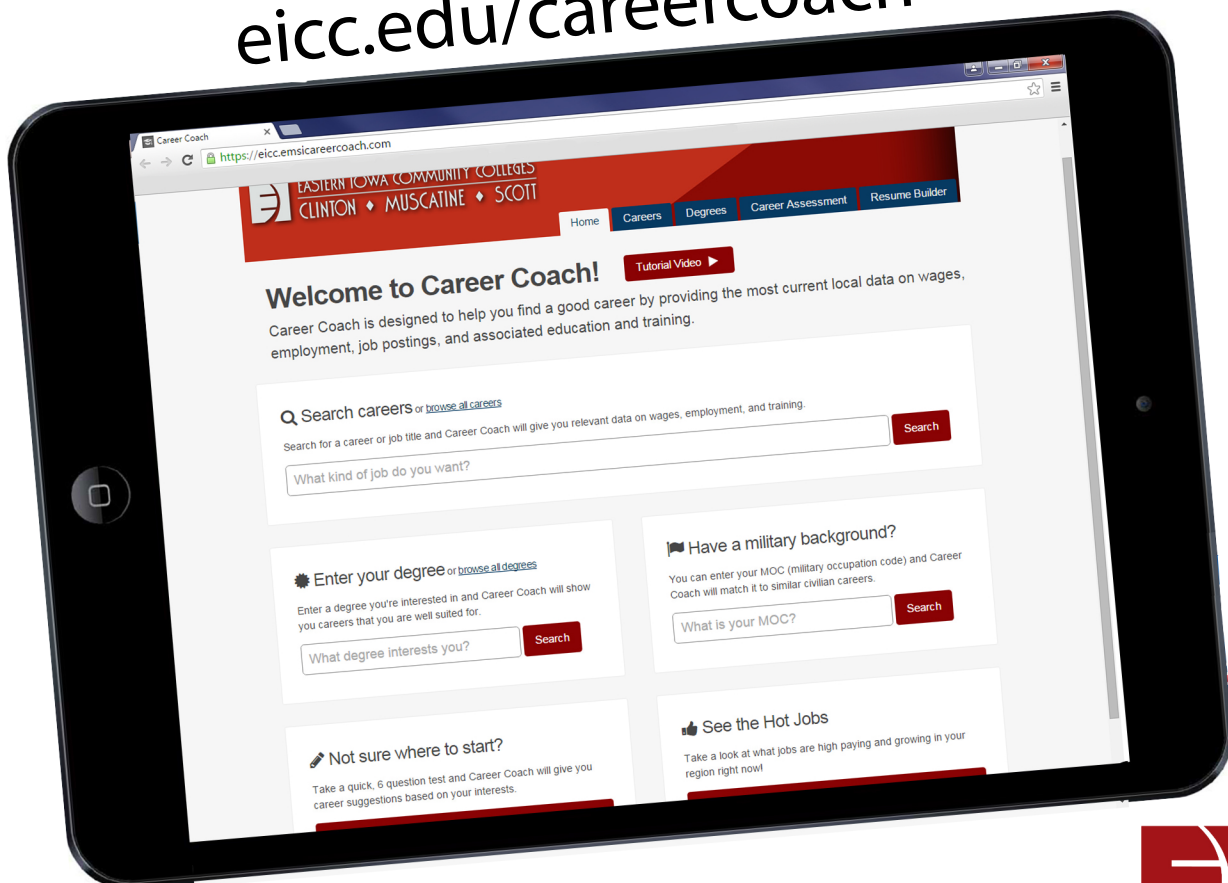 eicc.edu/careercoach
Career Coach
https://eicc.emsicareercoach.com
EASTERN IOWA COMMUNITY COLLEGES
CLINTON ♦ MUSCATINE ♦ SCOTT
Home Careers Degrees Career Assessment Resume Builder
Welcome to Career Coach! Tutorial Video
Career Coach is designed to help you find a good career by providing the most current local data on wages,
employment, job postings, and associated education and training.
Search careers or browse all careers
Search for a career or job title and Career Coach will give you relevant data on wages, employment, and training.
What kind of job do you want? Search
Enter your degree or browse all degrees
Enter a degree you're interested in and Career Coach will show
you careers that you are well suited for.
What degree interests you? Search
Have a military background?
You can enter your MOC (military occupation code) and Career
Coach will match it to similar civilian careers.
What is your MOC? Search
Not sure where to start?
Take a quick, 6 question test and Career Coach will give you
career suggestions based on your interests.
See the Hot Jobs
Take a look at what jobs are high paying and growing in your
region right now!